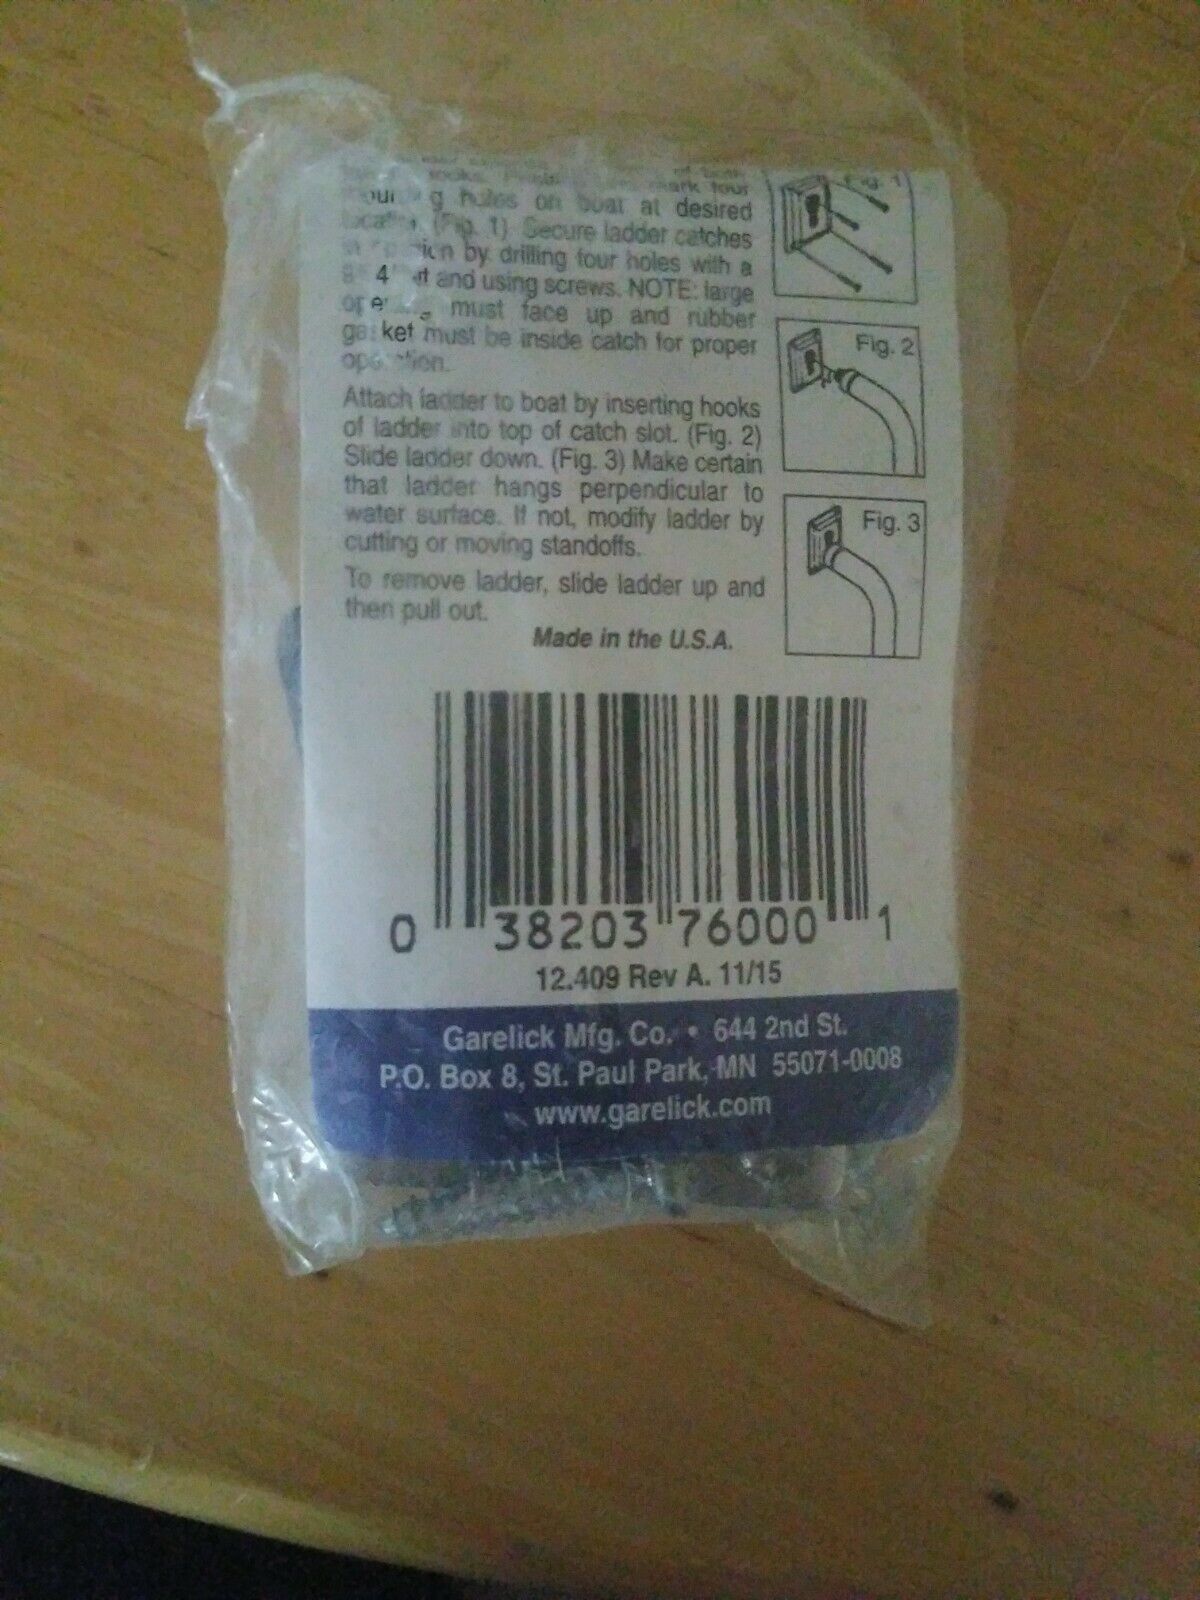 of both
hooks. mark four
holes on boat at desired
(Fig. 1) Secure ladder catches
by drilling four holes with a
and using screws. NOTE: large
must face up and rubber
gasket must be inside catch for proper
operation.
Attach ladder to boat by inserting hooks
of ladder into top of catch slot. (Fig. 2)
Slide ladder down. (Fig. 3) Make certain
that ladder hangs perpendicular to
water surface. If not, modify ladder by
cutting or moving standoffs.
To remove ladder, slide ladder up and
then pull out.
Made in the U.S.A.
Fig. 1
Fig. 2
Fig. 3
0 38203 76000 1
12.409 Rev A. 11/15
Garelick Mfg. Co. • 644 2nd St.
P.O. Box 8, St. Paul Park, MN 55071-0008
www.garelick.com